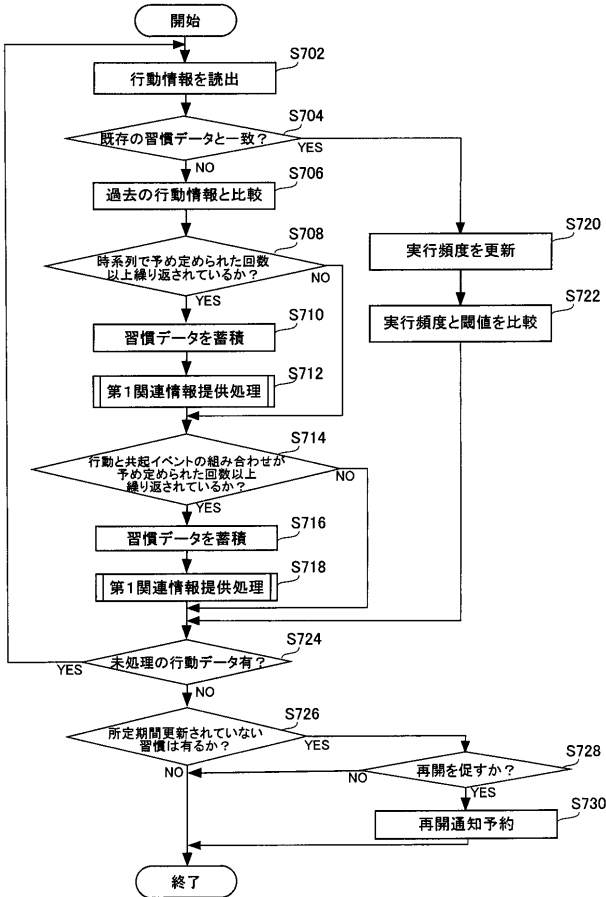 開始
S702
行動情報を読出
S704
既存の習慣データと一致？
YES
NO
S706
過去の行動情報と比較
S708
時系列で予め定められた回数
以上繰り返されているか？
NO
YES
S720
実行頻度を更新
S710
習慣データを蓄積
S722
実行頻度と閾値を比較
S712
第1関連情報提供処理
S714
行動と共起イベントの組み合わせが
予め定められた回数以上
繰り返されているか？
NO
YES
S716
習慣データを蓄積
S718
第1関連情報提供処理
S724
未処理の行動データ有？
YES
NO
S726
所定期間更新されていない
習慣は有るか？
YES
NO
S728
再開を促すか？
NO
YES
S730
再開通知予約
終了